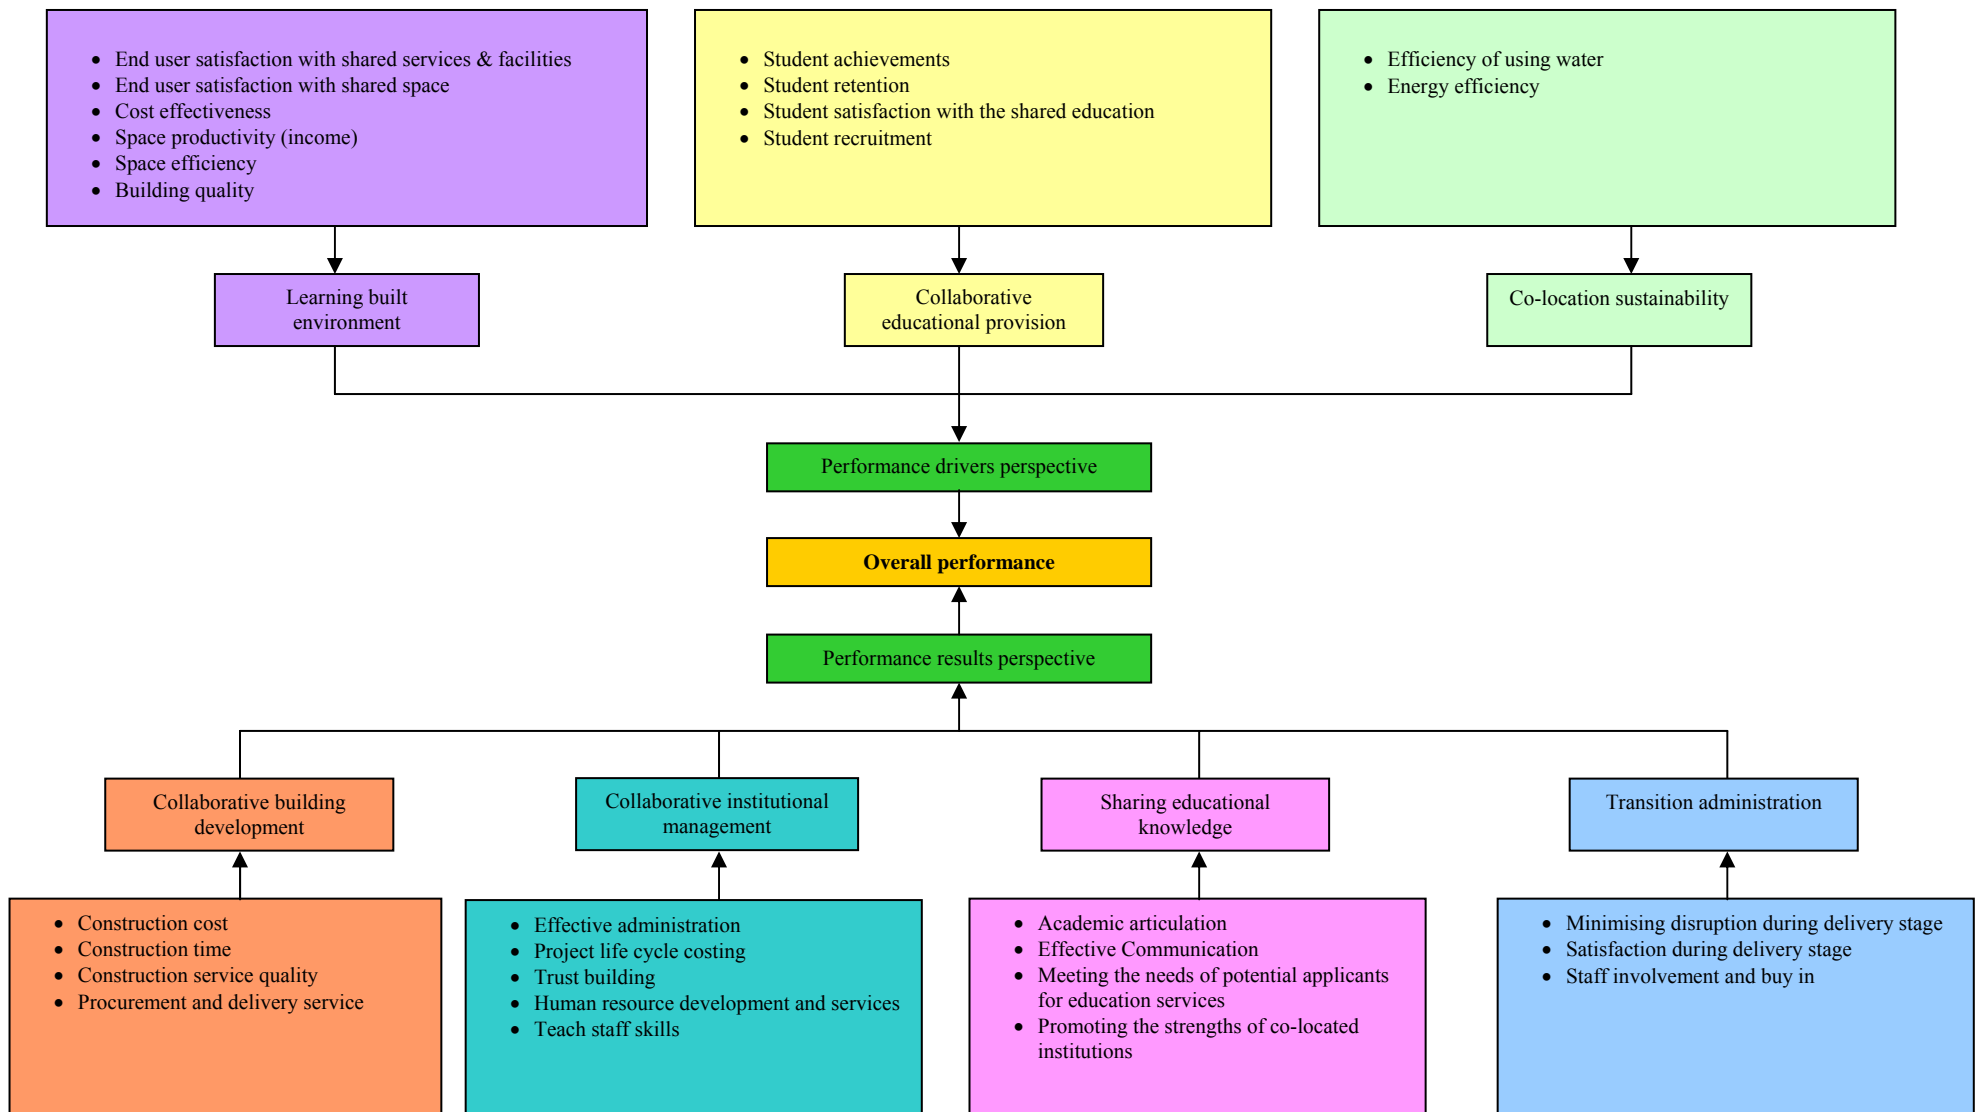 • End user satisfaction with shared services & facilities
• End user satisfaction with shared space
• Cost effectiveness
• Space productivity (income)
• Space efficiency
• Building quality
• Student achievements
• Student retention
• Student satisfaction with the shared education
• Student recruitment
• Efficiency of using water
• Energy efficiency
Learning built
environment
Collaborative
educational provision
Co-location sustainability
Performance drivers perspective
Overall performance
Performance results perspective
Collaborative building
development
Collaborative institutional
management
Sharing educational
knowledge
Transition administration
• Construction cost
• Construction time
• Construction service quality
• Procurement and delivery service
• Effective administration
• Project life cycle costing
• Trust building
• Human resource development and services
• Teach staff skills
• Academic articulation
• Effective Communication
• Meeting the needs of potential applicants
for education services
• Promoting the strengths of co-located
institutions
• Minimising disruption during delivery stage
• Satisfaction during delivery stage
• Staff involvement and buy in